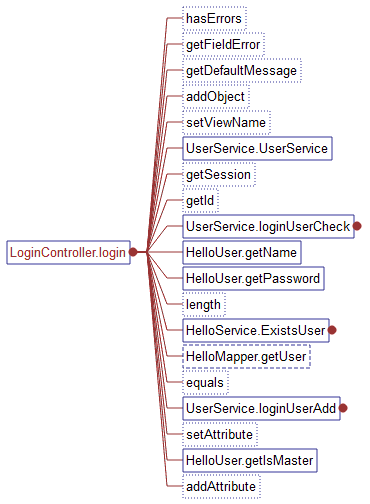 hasErrors
getFieldError
getDefaultMessage
addObject
setViewName
UserService.UserService
getSession
getId
UserService.loginUserCheck
LoginController.login
HelloUser.getName
HelloUser.getPassword
length
HelloService.ExistsUser
HelloMapper.getUser
equals
UserService.loginUserAdd
setAttribute
HelloUser.getIsMaster
addAttribute